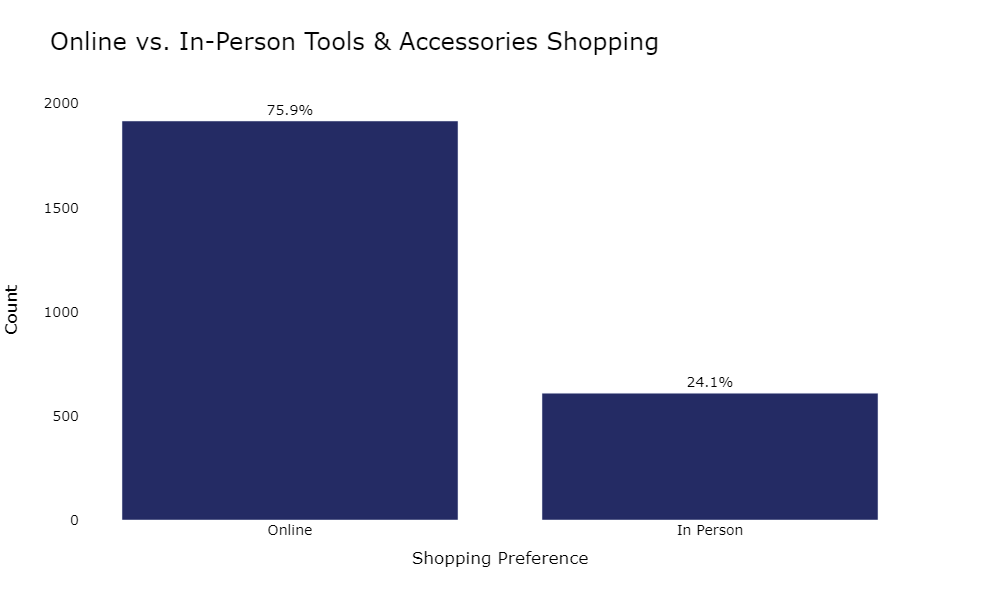 Online vs. In-Person Tools & Accessories Shopping
2000
1500
1000
500
0
Count
75.9%
24.1%
Online
In Person
Shopping Preference